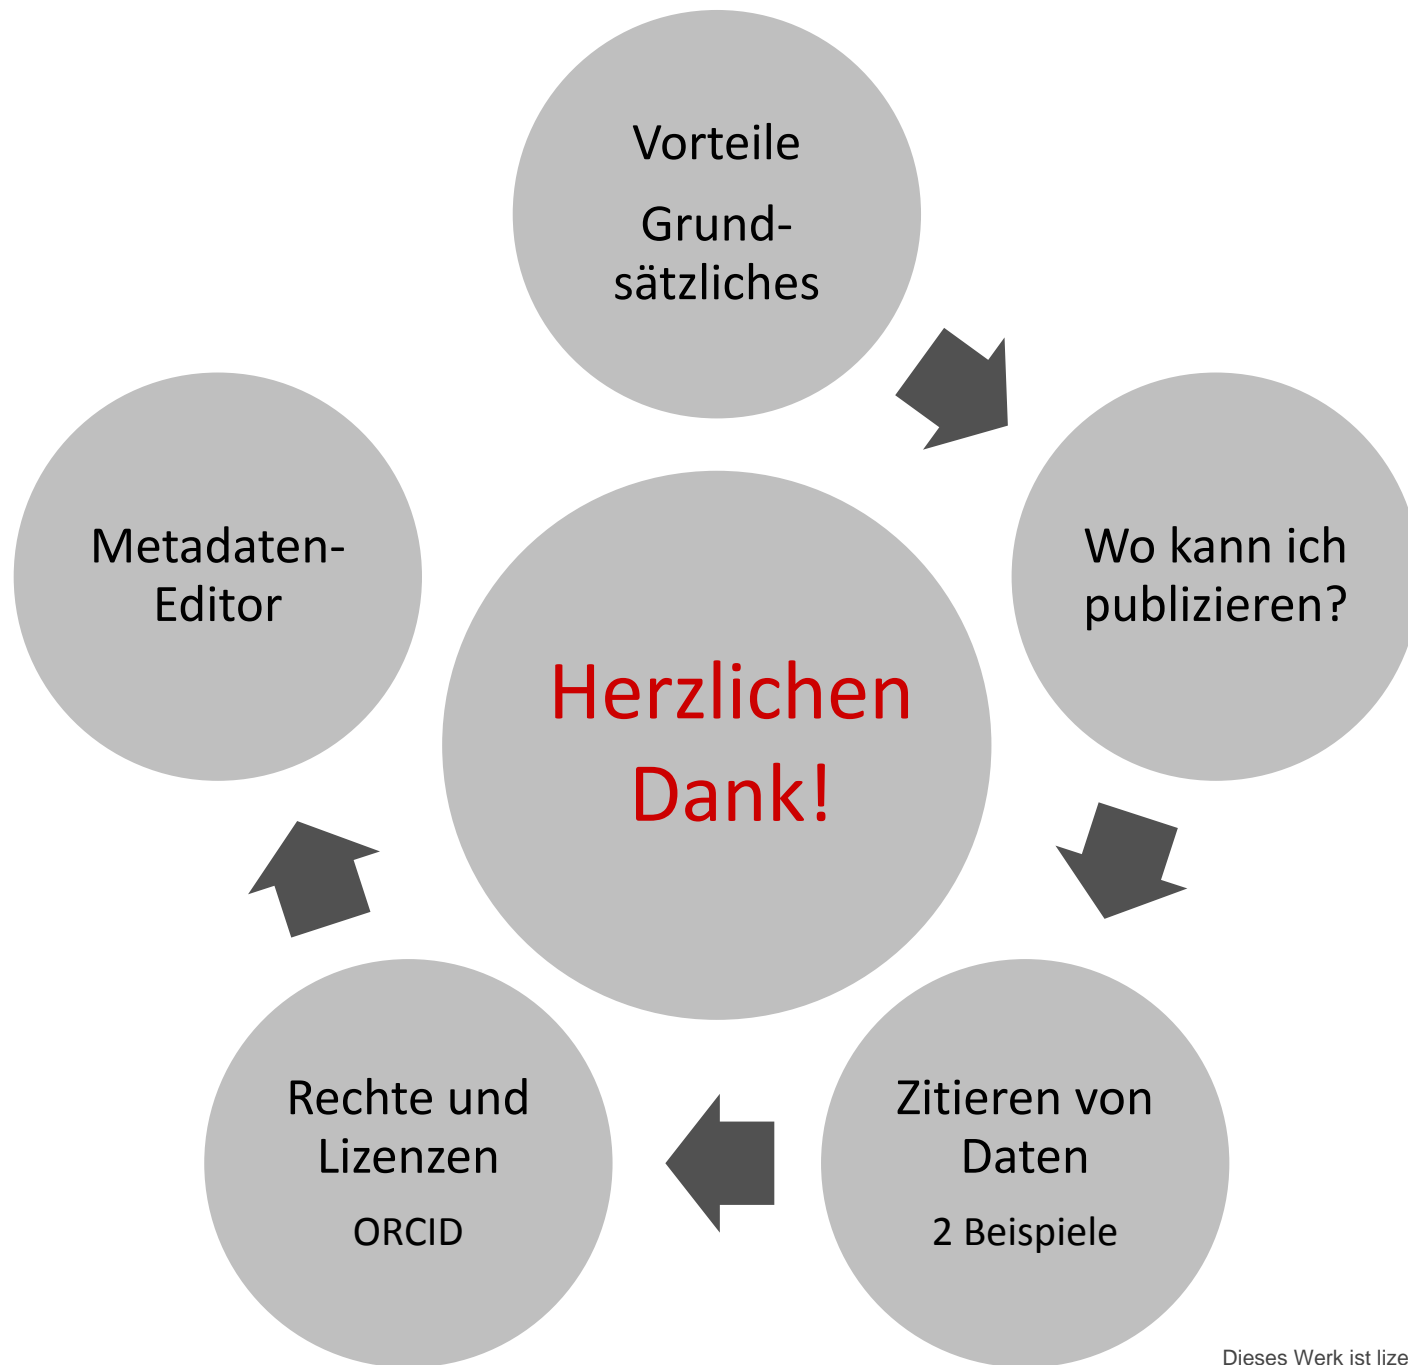 Vorteile
Grund-
sätzliches
Wo kann ich
publizieren?
Zitieren von
Daten
2 Beispiele
Rechte und
Lizenzen
ORCID
Metadaten-
Editor
Herzlichen
Dank!
Dieses Werk ist lize